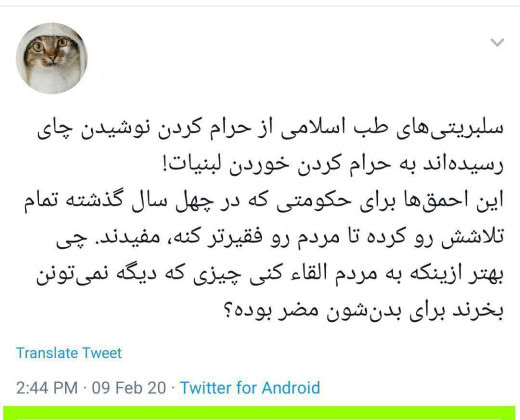 سلبریتی‌های طب اسلامی از حرام کردن نوشیدن چای
رسیده‌اند به حرام کردن خوردن لبنیات!
این احمق‌ها برای حکومتی که در چهل سال گذشته تمام
تلاشش رو کرده تا مردم رو فقیرتر کنه، مفیدند. چی
بهتر ازینکه به مردم القاء کنی چیزی که دیگه نمی‌تونن
بخرند برای بدن‌شون مضر بوده؟
Translate Tweet
2:44 PM · 09 Feb 20 · Twitter for Android